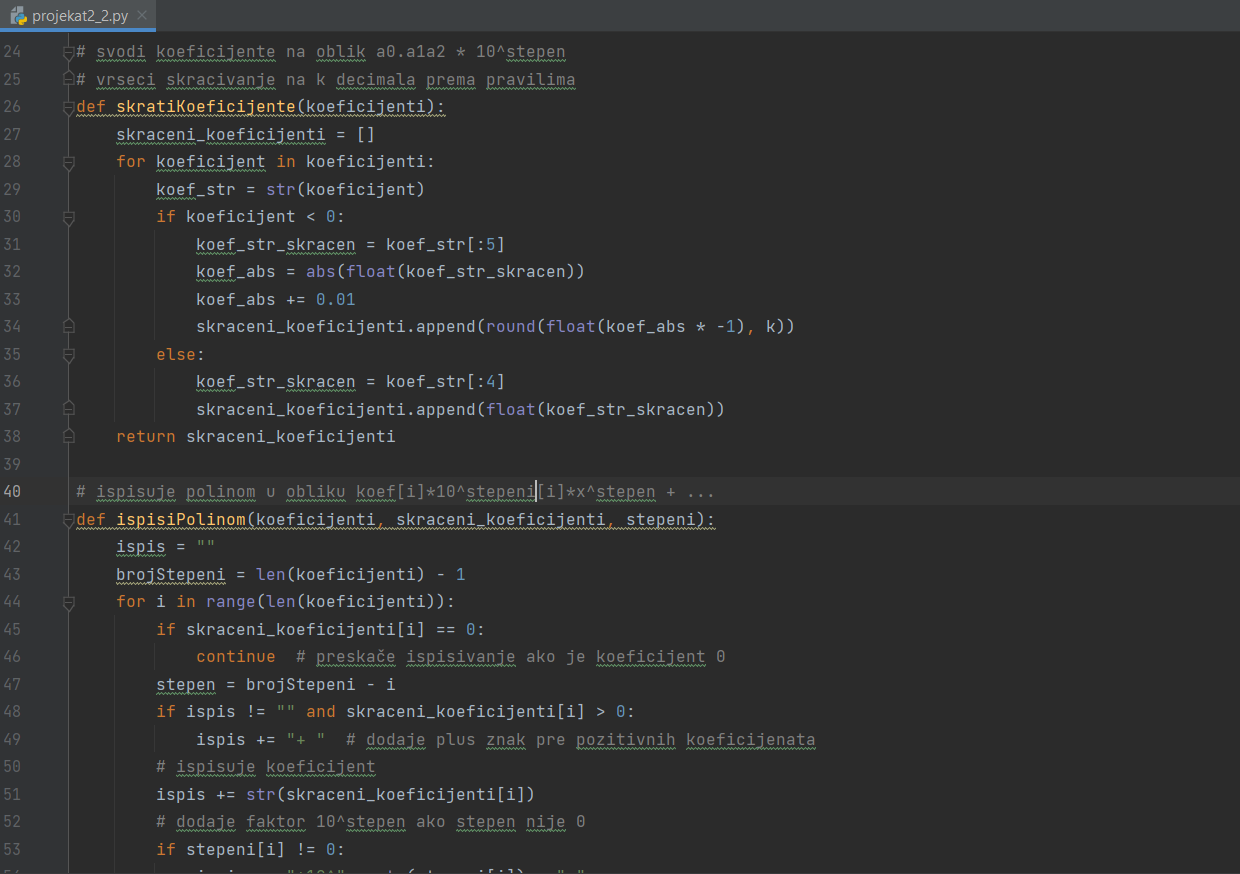 projekat2_2.py
24 # svodi koeficijente na oblik a0.a1a2 * 10^stepen
25 # vrseci skracivanje na k decimala prema pravilima
26 def skratiKoeficijente(koeficijenti):
27     skraceni_koeficijenti = []
28     for koeficijent in koeficijenti:
29         koef_str = str(koeficijent)
30         if koeficijent < 0:
31             koef_str_skracen = koef_str[:5]
32             koef_abs = abs(float(koef_str_skracen))
33             koef_abs += 0.01
34             skraceni_koeficijenti.append(round(float(koef_abs * -1), k))
35         else:
36             koef_str_skracen = koef_str[:4]
37             skraceni_koeficijenti.append(float(koef_str_skracen))
38     return skraceni_koeficijenti
39
40 # ispisuje polinom u obliku koef[i]*10^stepeni[i]*x^stepen + ...
41 def ispisiPolinom(koeficijenti, skraceni_koeficijenti, stepeni):
42     ispis = ""
43     brojStepeni = len(koeficijenti) - 1
44     for i in range(len(koeficijenti)):
45         if skraceni_koeficijenti[i] == 0:
46             continue  # preskače ispisivanje ako je koeficijent 0
47         stepen = brojStepeni - i
48         if ispis != "" and skraceni_koeficijenti[i] > 0:
49             ispis += "+ "  # dodaje plus znak pre pozitivnih koeficijenata
50         # ispisuje koeficijent
51         ispis += str(skraceni_koeficijenti[i])
52         # dodaje faktor 10^stepen ako stepen nije 0
53         if stepeni[i] != 0: